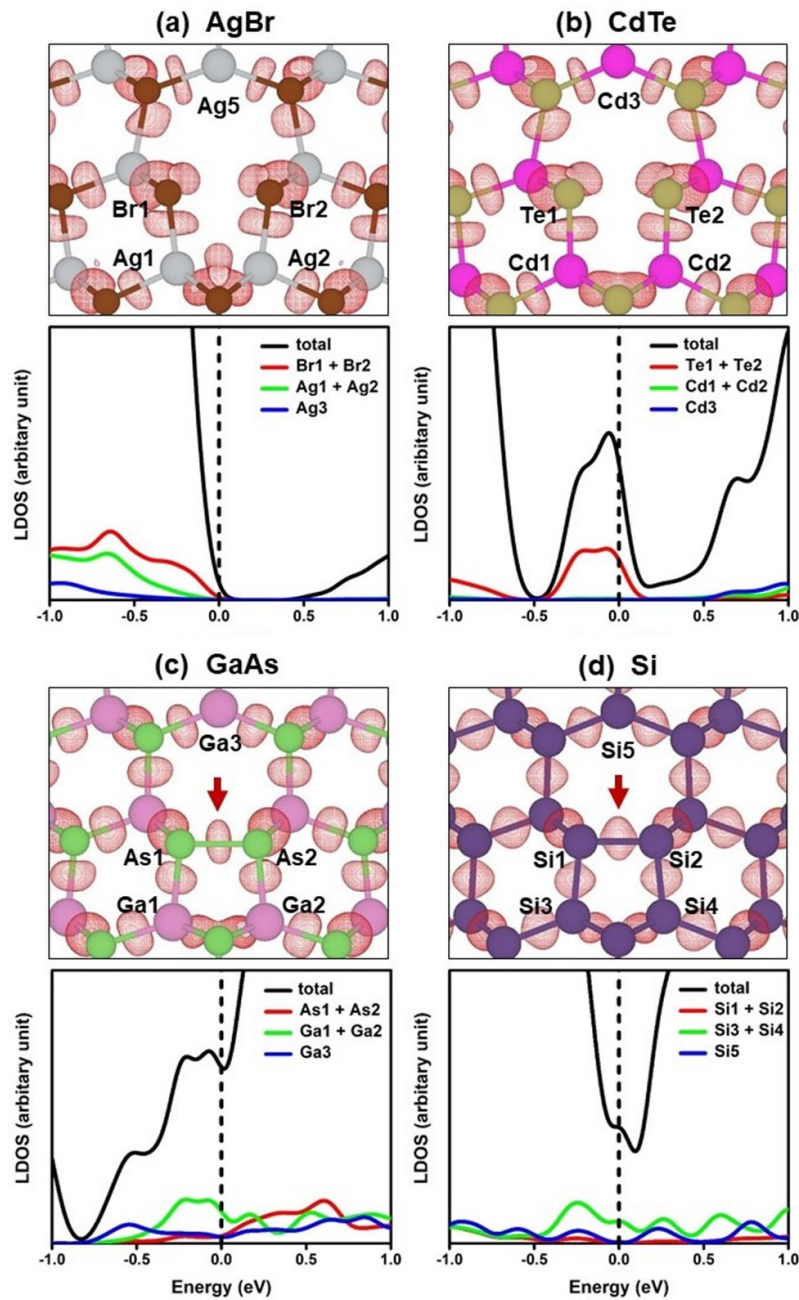 (a) AgBr
Ag5
Br1
Br2
Ag1
Ag2
LDOS (arbitary unit)
total
Br1 + Br2
Ag1 + Ag2
Ag3
-1.0
-0.5
0.0
0.5
1.0
(b) CdTe
Cd3
Te1
Te2
Cd1
Cd2
LDOS (aribitary unit)
total
Te1 + Te2
Cd1 + Cd2
Cd3
-1.0
-0.5
0.0
0.5
1.0
(c) GaAs
Ga3
As1
As2
Ga1
Ga2
LDOS (arbitary unit)
total
As1 + As2
Ga1 + Ga2
Ga3
-1.0
-0.5
0.0
0.5
1.0
Energy (eV)
(d) Si
Si5
Si1
Si2
Si3
Si4
LDOS (arbitary unit)
total
Si1 + Si2
Si3 + Si4
Si5
-1.0
-0.5
0.0
0.5
1.0
Energy (eV)